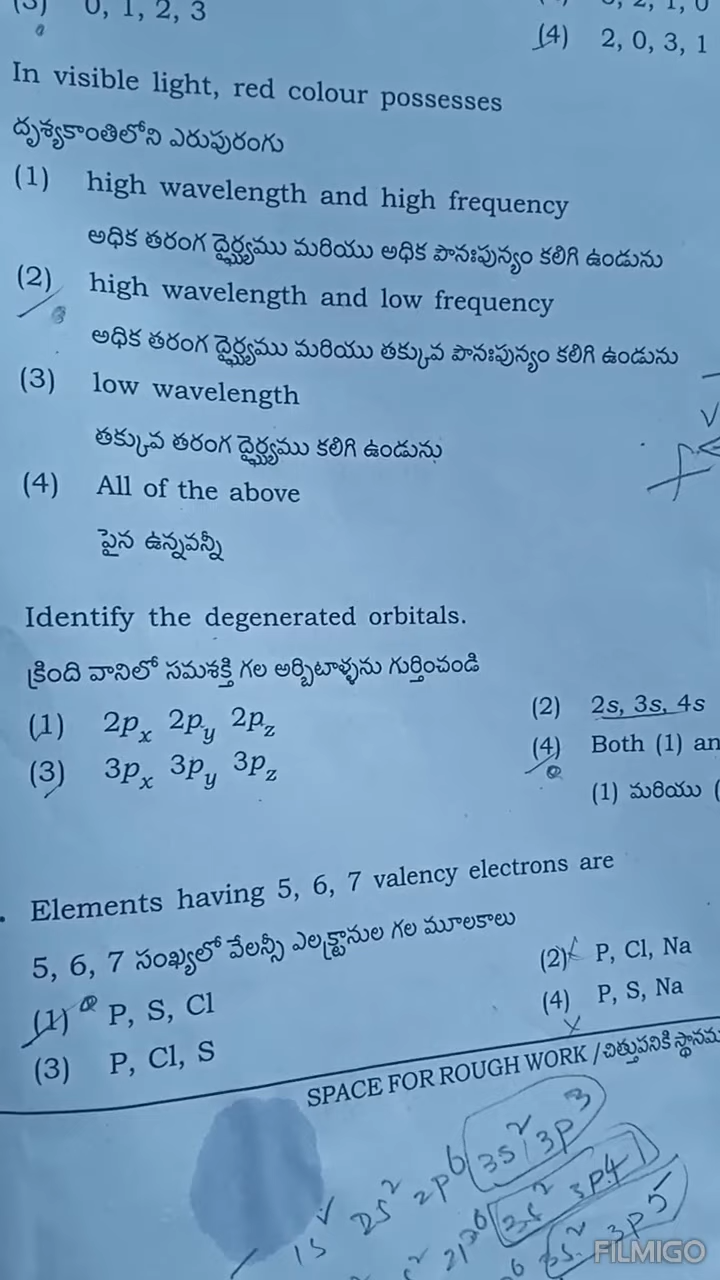 (3) 0, 1, 2, 3
(4) 2, 0, 3, 1
In visible light, red colour possesses
దృశ్యకాంతిలోని ఎరుపురంగు
(1) high wavelength and high frequency
అధిక తరంగ దైర్ఘ్యము మరియు అధిక పౌనఃపున్యం కలిగి ఉండును
(2) high wavelength and low frequency
అధిక తరంగ దైర్ఘ్యము మరియు తక్కువ పౌనఃపున్యం కలిగి ఉండును
(3) low wavelength
తక్కువ తరంగ దైర్ఘ్యము కలిగి ఉండును
(4) All of the above
పైన ఉన్నవన్నీ
Identify the degenerated orbitals.
క్రింది వానిలో సమశక్తి గల అర్బిటాళ్ళను గుర్తించండి
(1) 2pₓ 2p_y 2p_z
(2) 2s, 3s, 4s
(3) 3pₓ 3p_y 3p_z
(4) Both (1) an
(1) మరియు (
Elements having 5, 6, 7 valency electrons are
5, 6, 7 సంఖ్యలో వేలన్సీ ఎలక్ట్రానుల గల మూలకాలు
(1) P, S, Cl
(2) P, Cl, Na
(3) P, Cl, S
(4) P, S, Na
SPACE FOR ROUGH WORK / చిత్తుపనికి స్థానము
1s² 2s² 2p⁶ 3s² 3p³
3s² 3p4
3s² 3p5
FILMIGO